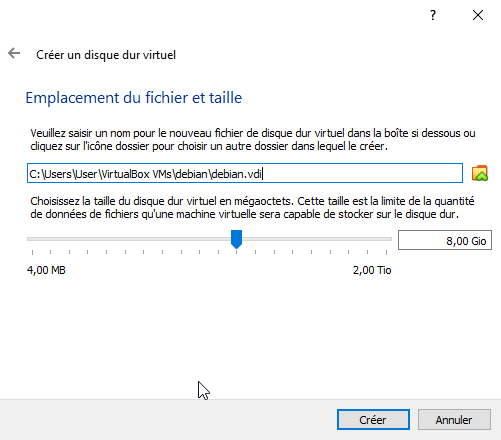 ?
Créer un disque dur virtuel
Emplacement du fichier et taille
Veuillez saisir un nom pour le nouveau fichier de disque dur virtuel dans la boîte si dessous ou
cliquez sur l'icône dossier pour choisir un autre dossier dans lequel le créer.
C:\Users\User\VirtualBox VMs\debian\debian.vdi
Choisissez la taille du disque dur virtuel en mégaoctets. Cette taille est la limite de la quantité
de données de fichiers qu'une machine virtuelle sera capable de stocker sur le disque dur.
8,00 Gio
4,00 MB 2,00 Tio
Créer Annuler